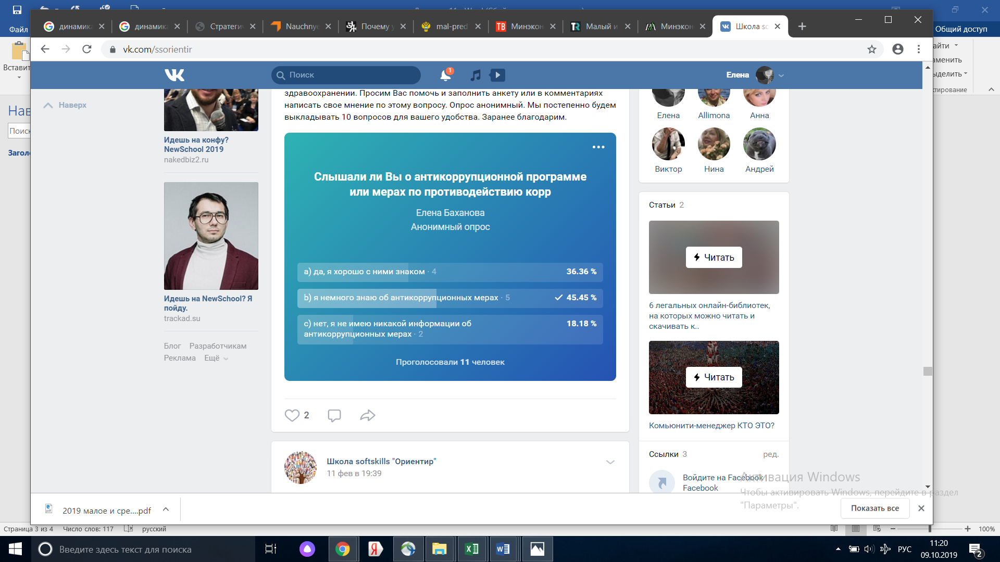 Файл
Общий доступ
Вставит
Нав
Поиск
Заголо
айти
аменить
ыделить
ктирование
динамика
динамика
Стратеги
Nauchnye
Почему у
mal-pred
Минэкон
Малый и
Минэкон
Школа so
vk.com/ssorientir
Поиск
1
Елена
Наверх
Идешь на конфу?
NewSchool 2019
nakedbiz2.ru
Идешь на NewSchool? Я
пойду.
trackad.su
Блог Разработчикам
Реклама Ещё
здравоохранении. Просим Вас помочь и заполнить анкету или в комментариях
написать свое мнение по этому вопросу. Опрос анонимный. Мы постепенно будем
выкладывать 10 вопросов для вашего удобства. Заранее благодарим.
Слышали ли Вы о антикоррупционной программе
или мерах по противодействию корр
Елена Баханова
Анонимный опрос
a) да, я хорошо с ними знаком · 4 36.36 %
b) я немного знаю об антикоррупционных мерах · 5 45.45 %
c) нет, я не имею никакой информации об
антикоррупционных мерах · 2 18.18 %
Проголосовали 11 человек
2
Школа softskills "Ориентир"
11 фев в 19:39
Елена Allimona Анна
Виктор Нина Андрей
Статьи 2
Читать
6 легальных онлайн-библиотек,
на которых можно читать и
скачивать к..
Читать
Комьюнити-менеджер КТО ЭТО?
Ссылки 3 ред.
Войдите на Facebook |
Facebook
Активация Windows
Чтобы активировать Windows, перейдите в раздел
"Параметры".
2019 малое и сре....pdf
Показать все
Страница 3 из 4 Число слов: 117 русский
100%
Введите здесь текст для поиска
РУС
11:20
09.10.2019
2